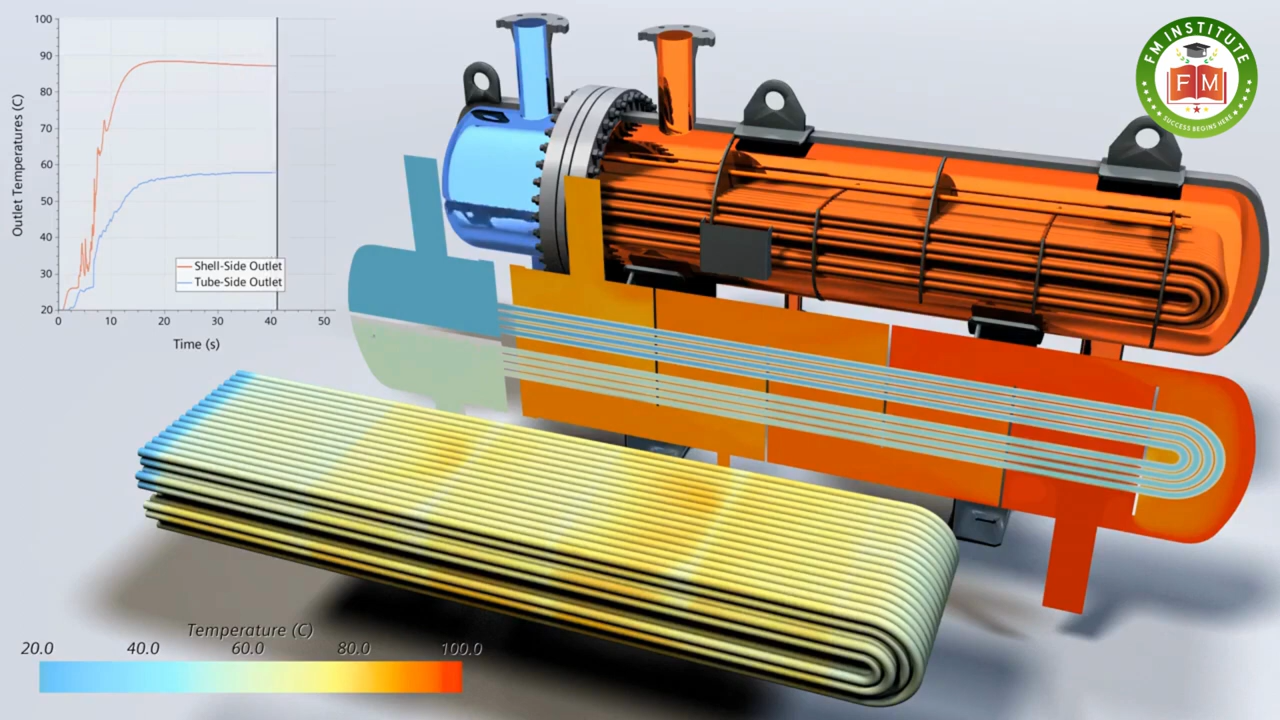 100
90
80
70
60
50
40
30
20
0
10
20
30
40
50
Outlet Temperatures (C)
Time (s)
Shell-Side Outlet
Tube-Side Outlet
FM INSTITUTE
F M
SUCCESS BEGINS HERE
Temperature (C)
20.0 40.0 60.0 80.0 100.0